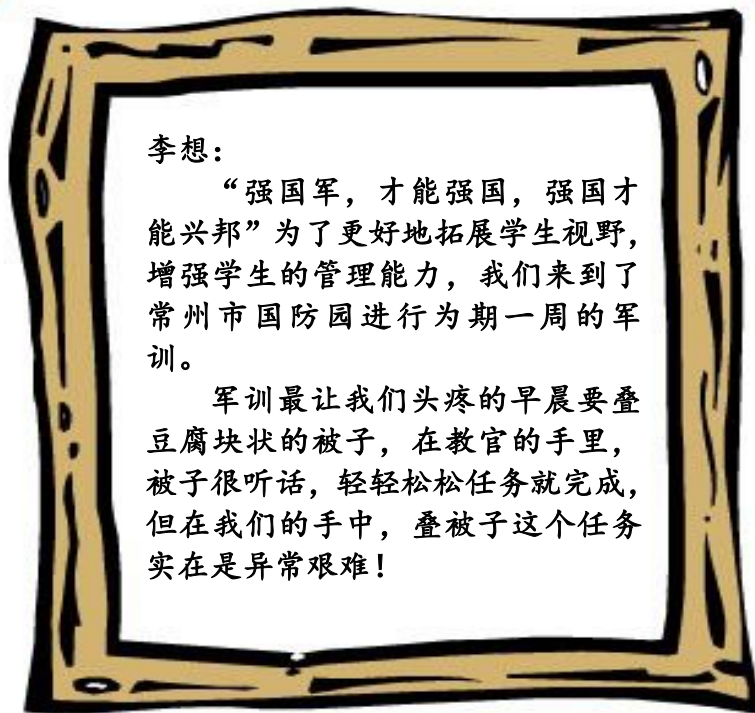 李想：
“强国军，才能强国，强国才
能兴邦”为了更好地拓展学生视野，
增强学生的管理能力，我们来到了
常州市国防园进行为期一周的军
训。
军训最让我们头疼的早晨要叠
豆腐块状的被子，在教官的手里，
被子很听话，轻轻松松任务就完成，
但在我们的手中，叠被子这个任务
实在是异常艰难！